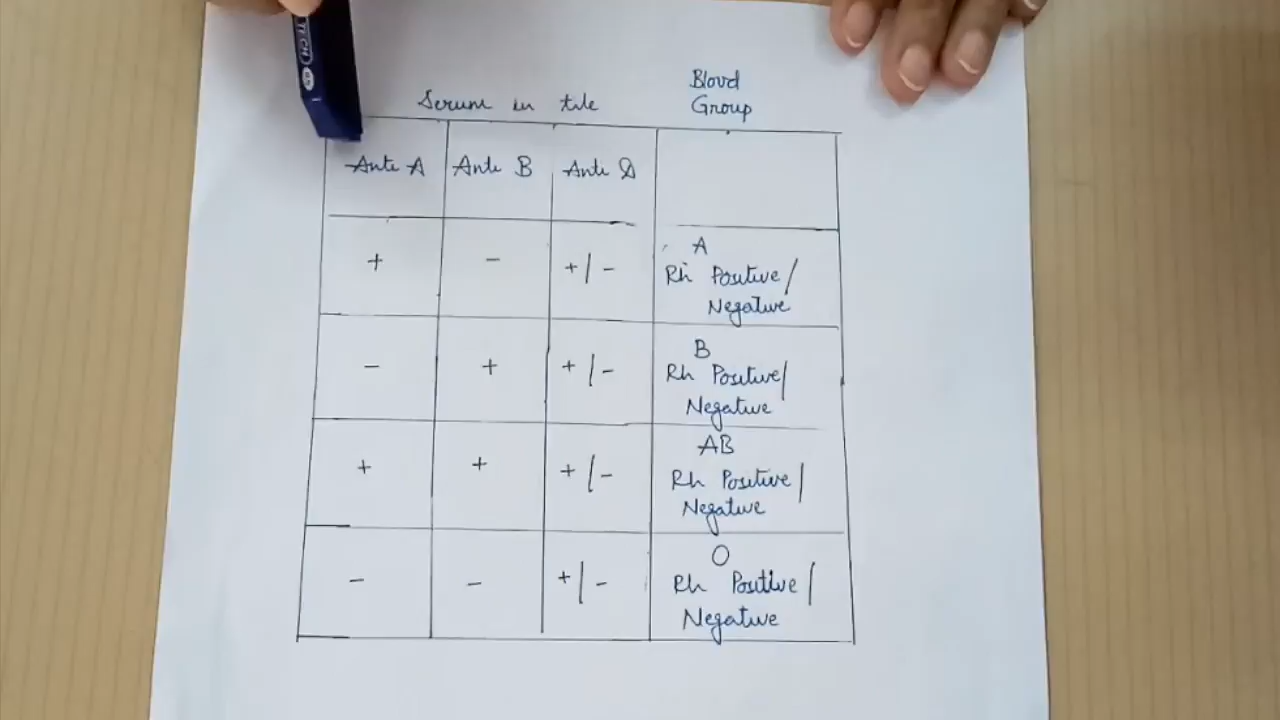 Serum in tile
Blood
Group
Anti A Anti B Anti D
+ - +/- A
Rh Positive/
Negative
- + +/- B
Rh Positive/
Negative
+ + +/- AB
Rh Positive/
Negative
- - +/- O
Rh Positive/
Negative